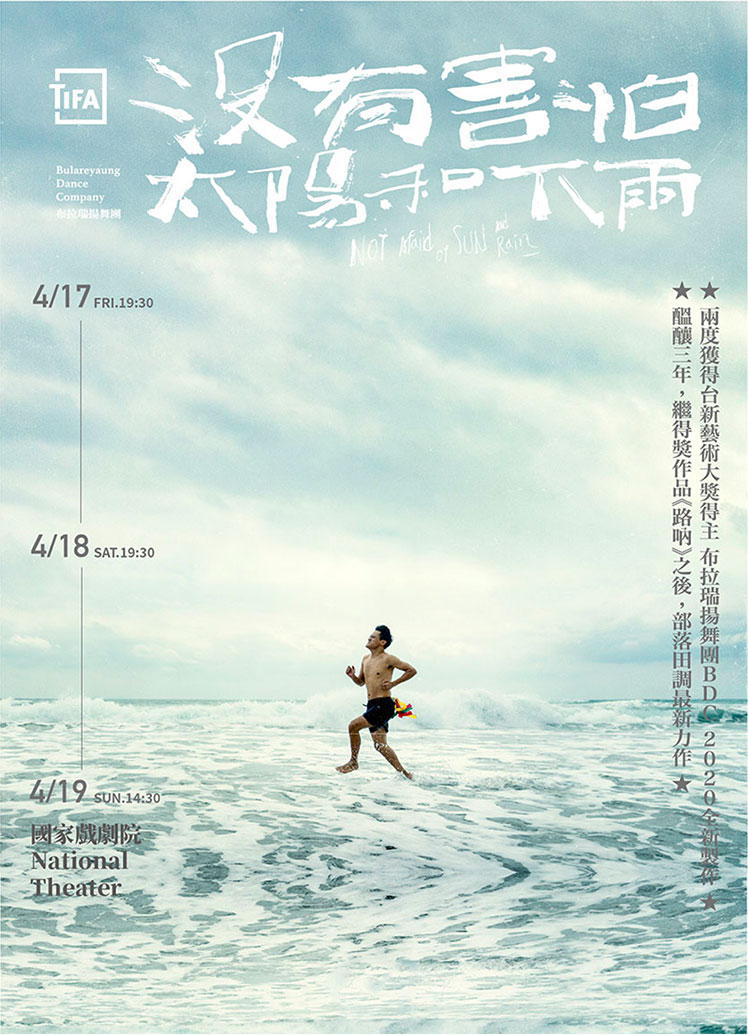 TIFA
沒有害怕
太陽和下雨
NOT Afraid of SUN and Rain
Bulareyaung
Dance
Company
布拉瑞揚舞團
4/17 FRI.19:30
4/18 SAT.19:30
4/19 SUN.14:30
國家戲劇院
National
Theater
★ 兩度獲得台新藝術大獎得主 布拉瑞揚舞團BDC 2020全新製作 ★
★ 醞釀三年，繼得獎作品《路吶》之後，部落田調最新力作 ★